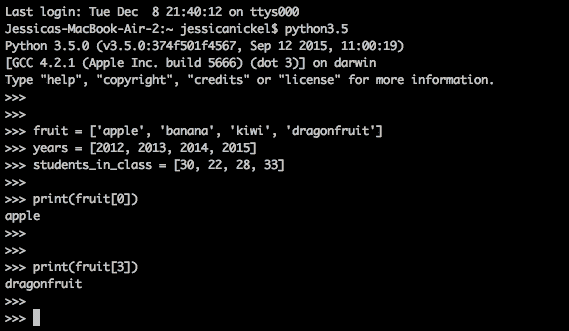 Last login: Tue Dec  8 21:40:12 on ttys000
Jessicas-MacBook-Air-2:~ jessicanickel$ python3.5
Python 3.5.0 (v3.5.0:374f501f4567, Sep 12 2015, 11:00:19)
[GCC 4.2.1 (Apple Inc. build 5666) (dot 3)] on darwin
Type "help", "copyright", "credits" or "license" for more information.
>>>
>>>
>>> fruit = ['apple', 'banana', 'kiwi', 'dragonfruit']
>>> years = [2012, 2013, 2014, 2015]
>>> students_in_class = [30, 22, 28, 33]
>>>
>>> print(fruit[0])
apple
>>>
>>>
>>> print(fruit[3])
dragonfruit
>>>
>>>